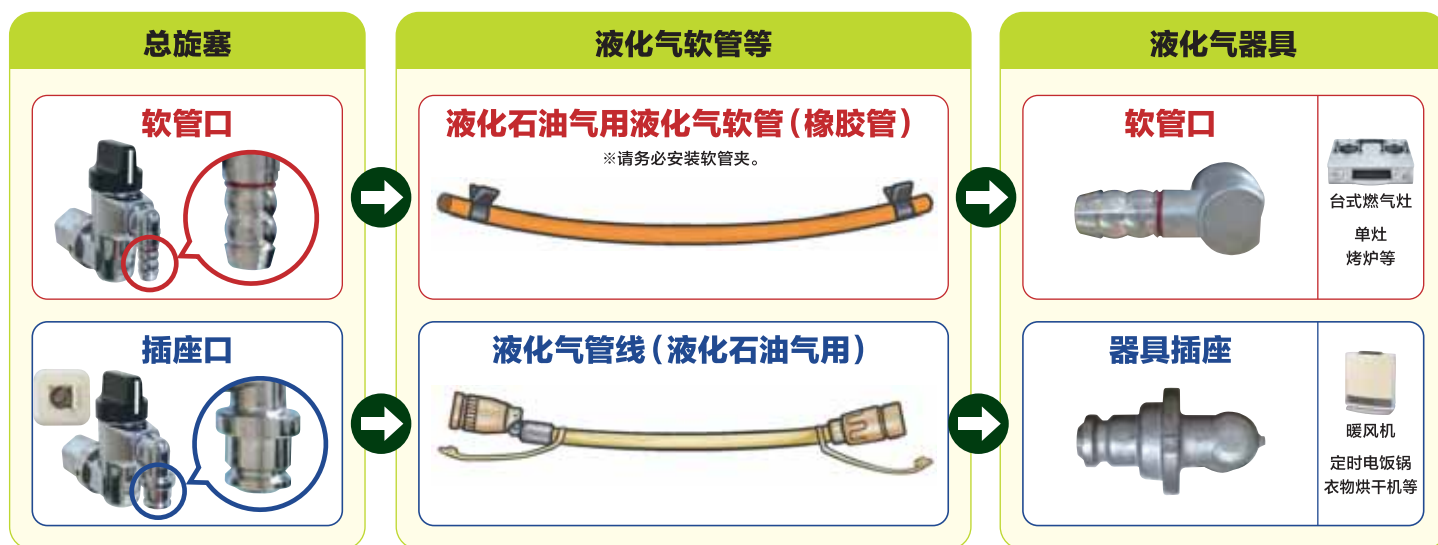 总旋塞
液化气软管等
液化气器具
软管口
液化石油气用液化气软管（橡胶管）
※请务必安装软管夹。
软管口
台式燃气灶
单灶
烤炉等
插座口
液化气管线（液化石油气用）
器具插座
暖风机
定时电饭锅
衣物烘干机等